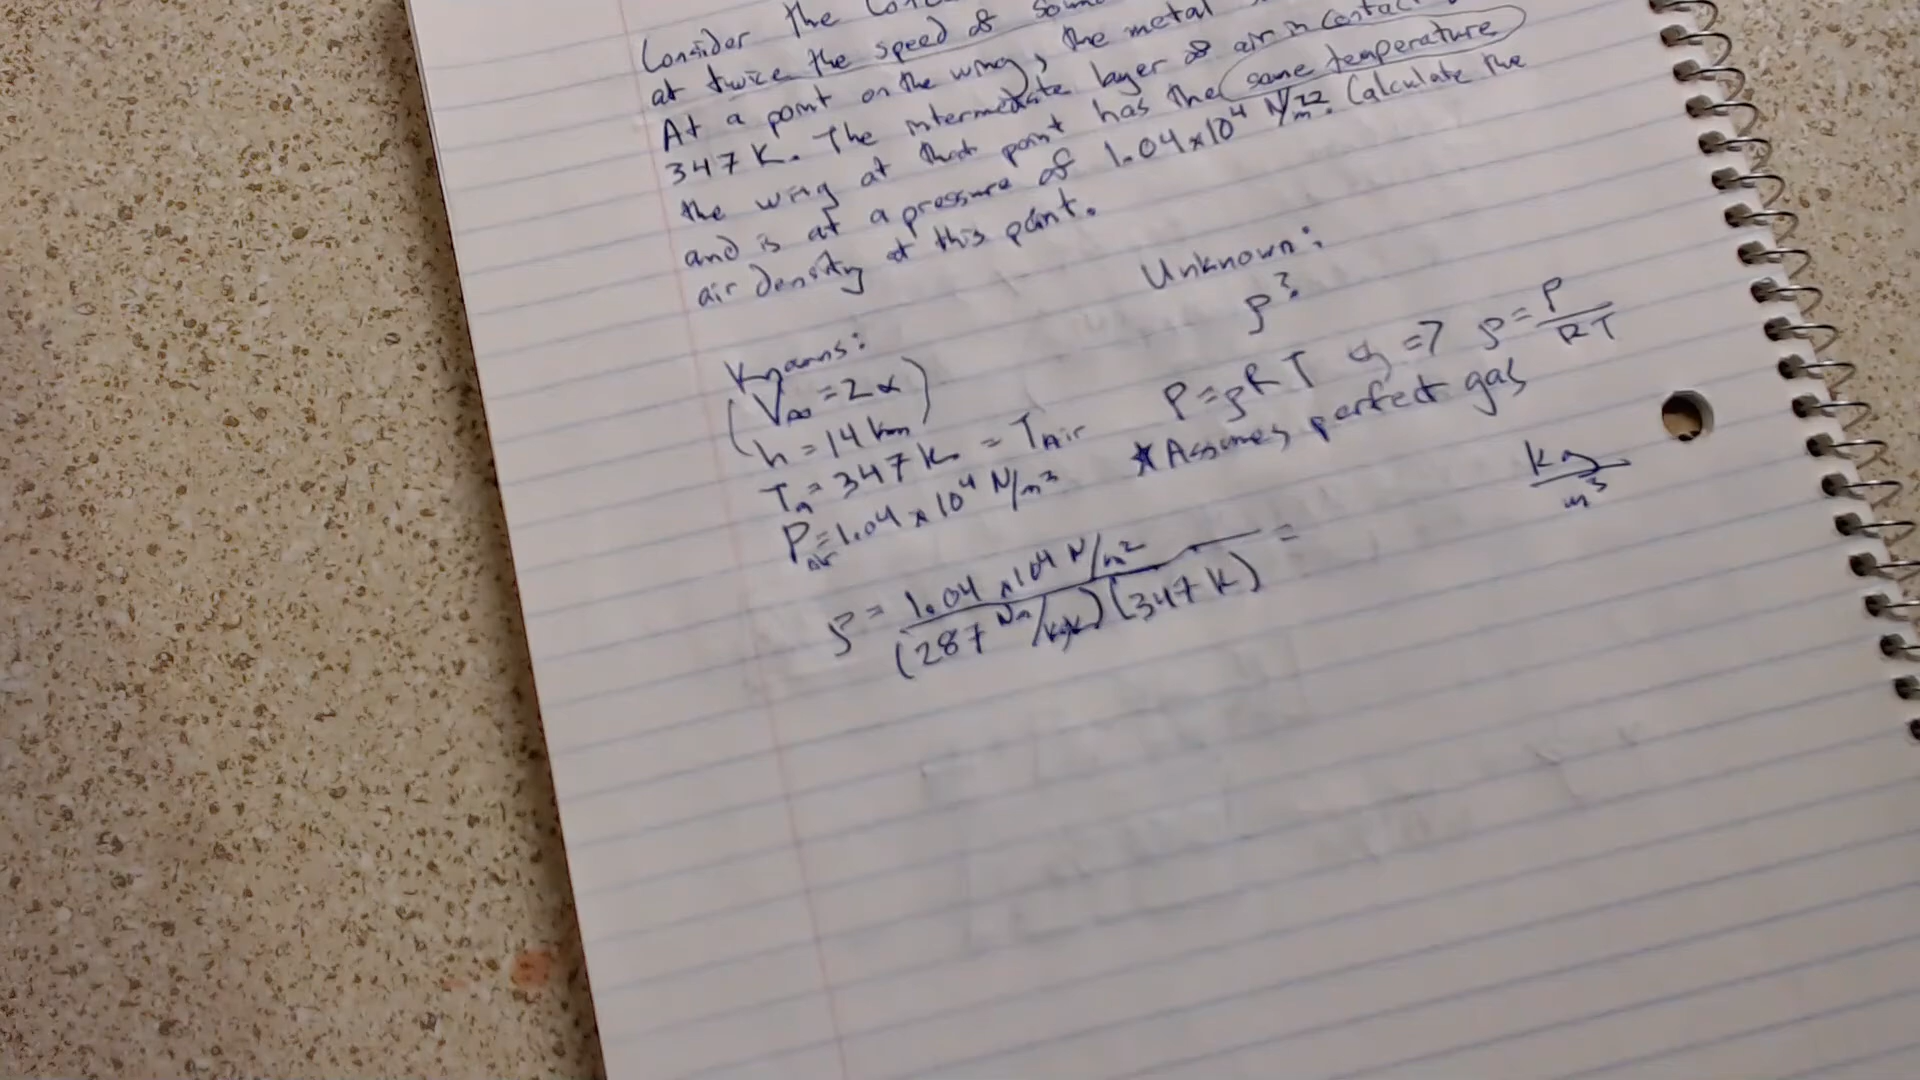 Consider the
at twice the speed of
At a point on the wing, the metal
347 K. The intermediate layer of air in contact
the wing at that point has the same temperature
and is at a pressure of 1.04 x 10⁴ N/m². Calculate the
air density at this point.
Unknown:
ρ?
Knowns:
(V∞ = 2α
h = 14 km)
T = 347 K = T Air
P air = 1.04 x 10⁴ N/m²
P = ρRT => ρ = P/RT
* Assumes perfect gas
ρ = 1.04 x 10⁴ N/m² / (287 Nm/kgK)(347 K) = kg/m³